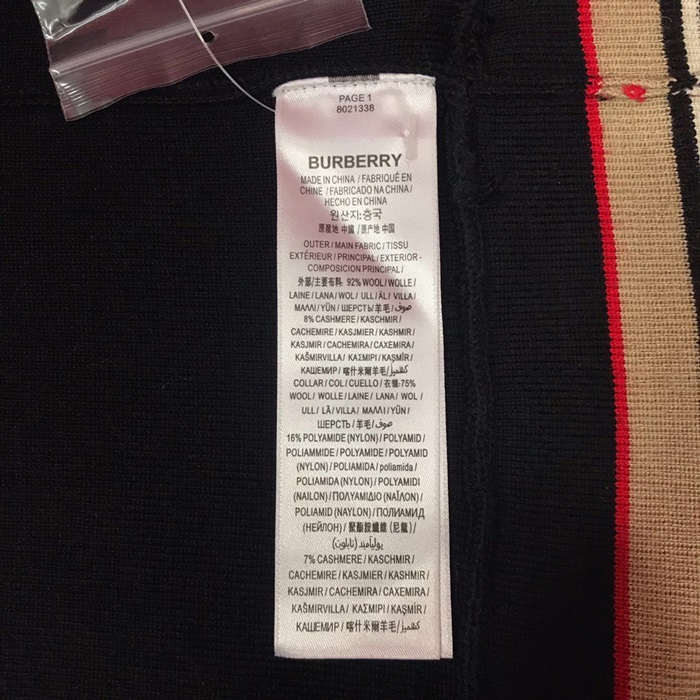 PAGE 1
8021338
BURBERRY
MADE IN CHINA / FABRIQUÉ EN
CHINE / FABRICADO NA CHINA/
HECHO EN CHINA
원산지:중국
原産地 中國 / 原产地 中国
OUTER / MAIN FABRIC / TISSU
EXTÉRIEUR / PRINCIPAL / EXTERIOR -
COMPOSICION PRINCIPAL /
外部/主要布料: 92% WOOL / WOLLE /
LAINE / LANA / WOL / ULL / ÁL / VILLA /
ΜΑΛΛΙ / YÜN / ШЕРСТЬ / 羊毛 / صوف/
8% CASHMERE / KASCHMIR /
CACHEMIRE / KASJMIER / KASHMIR /
KASJMIR / CACHEMIRA / CAXEMIRA /
KAŠMIRVILLA / ΚΑΣΜΙΡΙ / KAŞMİR /
КАШЕМИР / 喀什米爾羊毛 / كشمير/
COLLAR / COL / CUELLO / 衣領: 75%
WOOL / WOLLE / LAINE / LANA / WOL /
ULL / LÃ / VILLA / ΜΑΛΛΙ / YÜN /
ШЕРСТЬ / 羊毛 / صوف/
16% POLYAMIDE (NYLON) / POLYAMID /
POLIAMMIDE / POLYAMIDE / POLYAMID
(NYLON) / POLIAMIDA / poliamida /
POLIAMIDA (NYLON) / POLYAMIDI
(NAILON) / ΠΟΛΥΑΜΙΔΙΟ (ΝΑΪΛΟΝ) /
POLIAMID (NAYLON) / ПОЛИАМИД
(НЕЙЛОН) / 聚酯胺纖維 (尼龍) /
بولياميد (نايلون)/
7% CASHMERE / KASCHMIR /
CACHEMIRE / KASJMIER / KASHMIR /
KASJMIR / CACHEMIRA / CAXEMIRA /
KAŠMIRVILLA / ΚΑΣΜΙΡΙ / KAŞMİR /
КАШЕМИР / 喀什米爾羊毛 / كشمير/